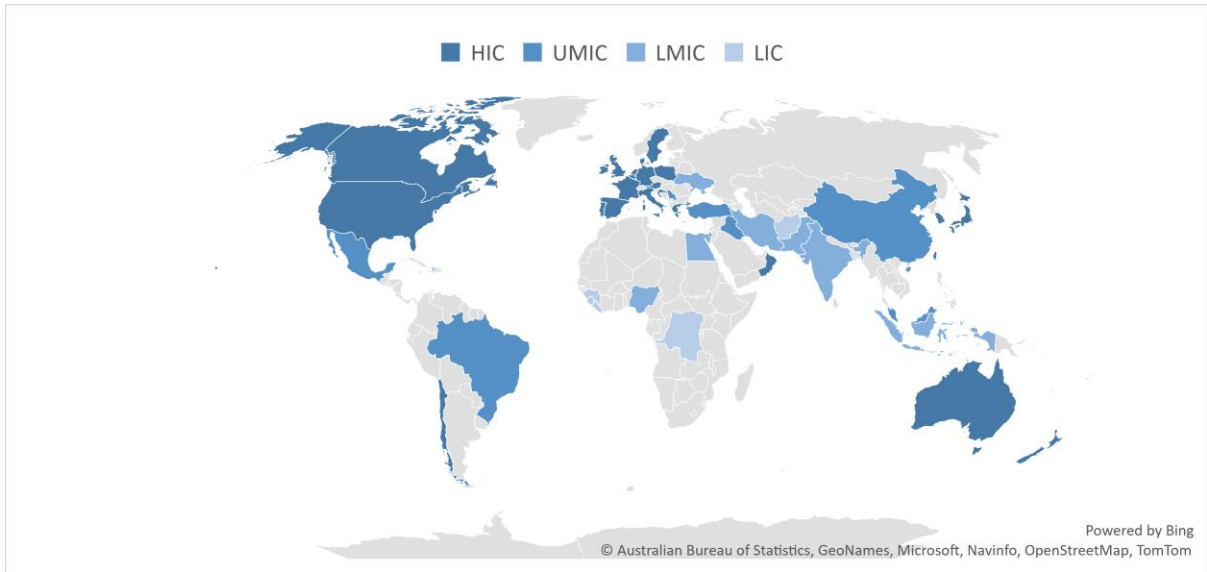 HIC UMIC LMIC LIC
Powered by Bing
© Australian Bureau of Statistics, GeoNames, Microsoft, Navinfo, OpenStreetMap, TomTom